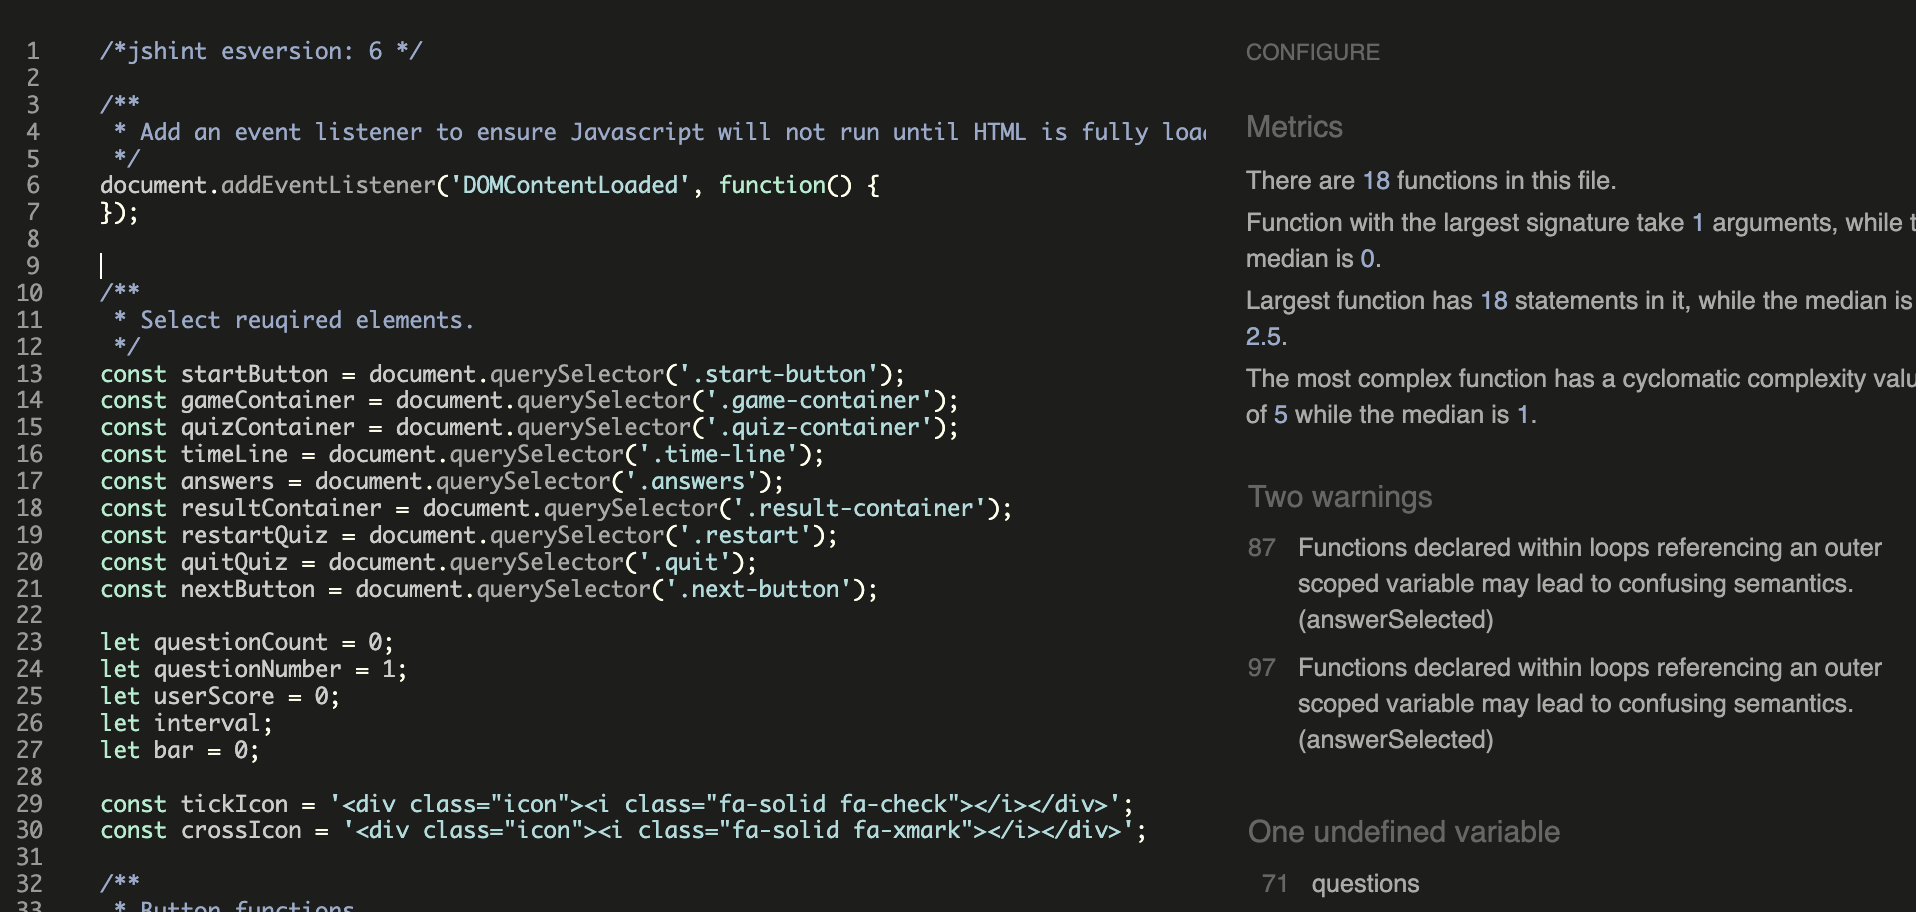 1 /*jshint esversion: 6 */
2
3 /**
4 * Add an event listener to ensure Javascript will not run until HTML is fully
5 */
6 document.addEventListener('DOMContentLoaded', function() {
7 });
8
9
10 /**
11 * Select reuqired elements.
12 */
13 const startButton = document.querySelector('.start-button');
14 const gameContainer = document.querySelector('.game-container');
15 const quizContainer = document.querySelector('.quiz-container');
16 const timeLine = document.querySelector('.time-line');
17 const answers = document.querySelector('.answers');
18 const resultContainer = document.querySelector('.result-container');
19 const restartQuiz = document.querySelector('.restart');
20 const quitQuiz = document.querySelector('.quit');
21 const nextButton = document.querySelector('.next-button');
22
23 let questionCount = 0;
24 let questionNumber = 1;
25 let userScore = 0;
26 let interval;
27 let bar = 0;
28
29 const tickIcon = '<div class="icon"><i class="fa-solid fa-check"></i></div>';
30 const crossIcon = '<div class="icon"><i class="fa-solid fa-xmark"></i></div>';
31
32 /**
33 * Button functions
CONFIGURE
Metrics
There are 18 functions in this file.
Function with the largest signature take 1 arguments, while
median is 0.
Largest function has 18 statements in it, while the median is
2.5.
The most complex function has a cyclomatic complexity
of 5 while the median is 1.
Two warnings
87 Functions declared within loops referencing an outer
scoped variable may lead to confusing semantics.
(answerSelected)
97 Functions declared within loops referencing an outer
scoped variable may lead to confusing semantics.
(answerSelected)
One undefined variable
71 questions